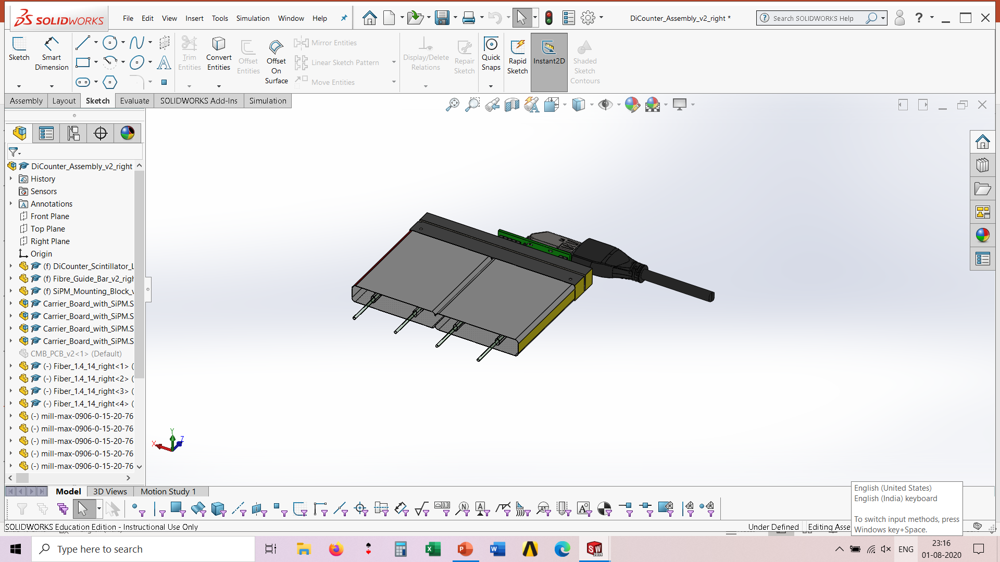 SOLIDWORKS
File Edit View Insert Tools Simulation Window Help
DiCounter_Assembly_v2_right *
Search SOLIDWORKS Help
Sketch
Smart Dimension
Trim Entities
Convert Entities
Offset Entities
Offset On Surface
Mirror Entities
Linear Sketch Pattern
Move Entities
Display/Delete Relations
Repair Sketch
Quick Snaps
Rapid Sketch
Instant2D
Shaded Sketch Contours
Assembly Layout Sketch Evaluate SOLIDWORKS Add-Ins Simulation
DiCounter_Assembly_v2_right
History
Sensors
Annotations
Front Plane
Top Plane
Right Plane
Origin
(f) DiCounter_Scintillator_L
(f) Fibre_Guide_Bar_v2_righ
(f) SiPM_Mounting_Block_v
Carrier_Board_with_SiPM.S
Carrier_Board_with_SiPM.S
Carrier_Board_with_SiPM.S
Carrier_Board_with_SiPM.S
CMB_PCB_v2<1> (Default)
(-) Fiber_1.4_14_right<1> (
(-) Fiber_1.4_14_right<2> (
(-) Fiber_1.4_14_right<3> (
(-) Fiber_1.4_14_right<4> (
(-) mill-max-0906-0-15-20-76
(-) mill-max-0906-0-15-20-76
(-) mill-max-0906-0-15-20-76
(-) mill-max-0906-0-15-20-76
(-) mill-max-0906-0-15-20-76
Y
X
Z
Model 3D Views Motion Study 1
SOLIDWORKS Education Edition - Instructional Use Only
Under Defined
Editing Asse
English (United States)
English (India) keyboard
To switch input methods, press
Windows key+Space.
Type here to search
ENG
23:16
01-08-2020